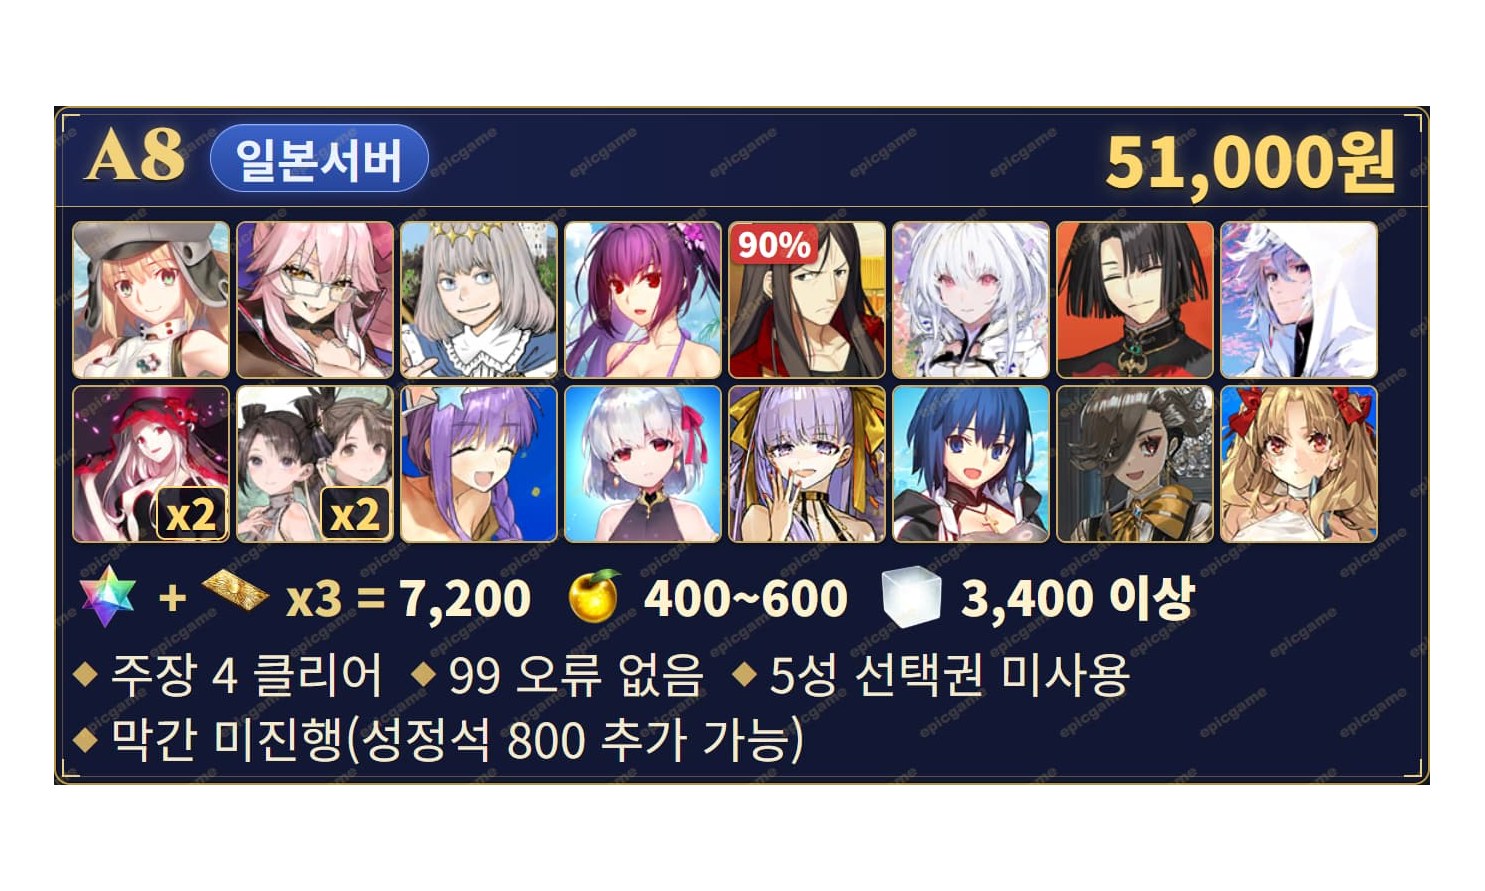 A8 일본서버 51,000원
90%
x2 x2
+ x3 = 7,200 400~600 3,400 이상
◆ 주장 4 클리어 ◆ 99 오류 없음 ◆ 5성 선택권 미사용
◆ 막간 미진행(성정석 800 추가 가능)
epicgame